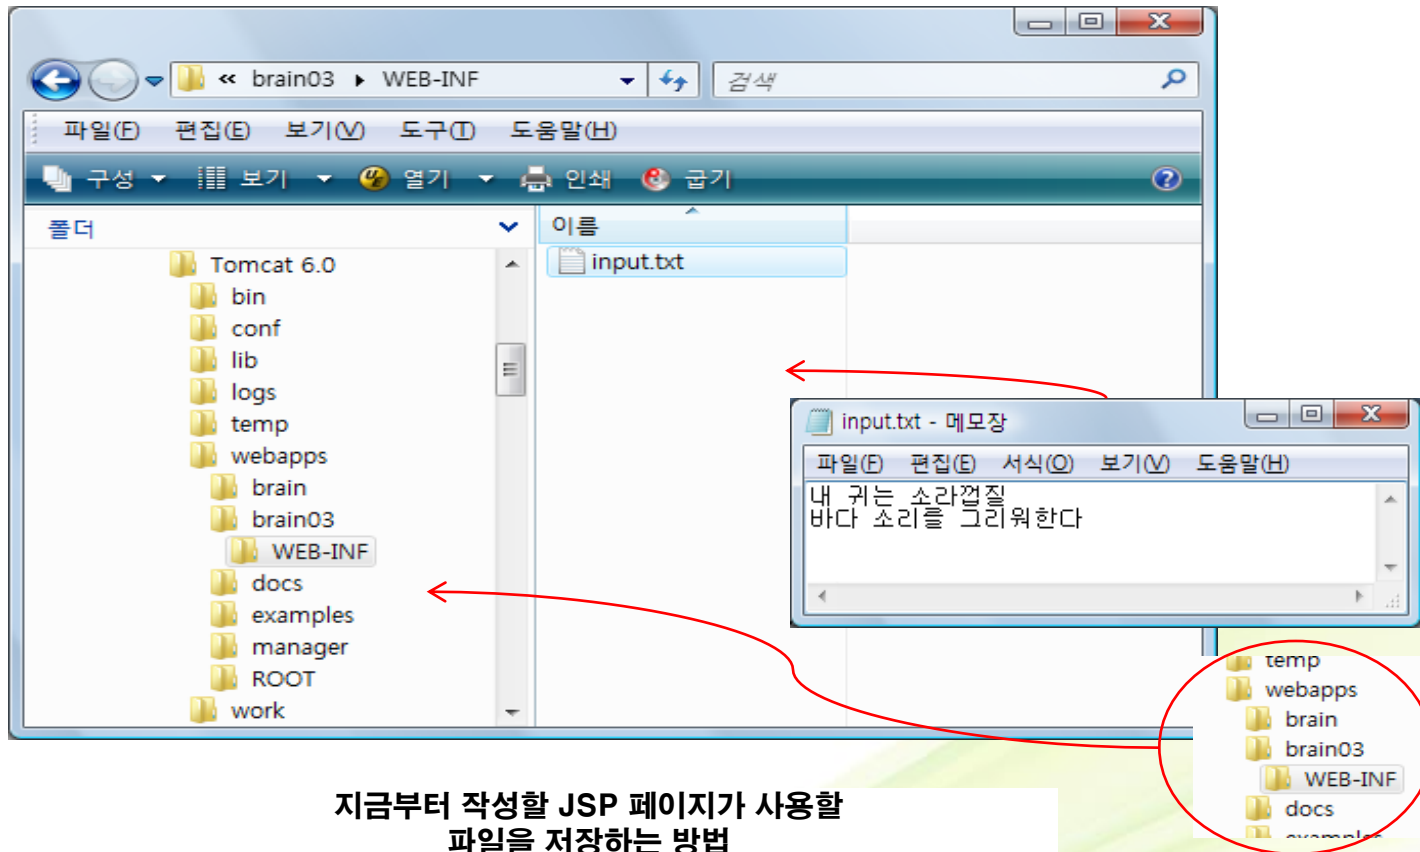 « brain03 ▸ WEB-INF
검색
파일(F) 편집(E) 보기(V) 도구(T) 도움말(H)
구성 보기 열기 인쇄 굽기
폴더
이름
Tomcat 6.0
bin
conf
lib
logs
temp
webapps
brain
brain03
WEB-INF
docs
examples
manager
ROOT
work
input.txt
input.txt - 메모장
파일(F) 편집(E) 서식(O) 보기(V) 도움말(H)
내 귀는 소라껍질
바다 소리를 그리워한다
temp
webapps
brain
brain03
WEB-INF
docs
examples
지금부터 작성할 JSP 페이지가 사용할
파일을 저장하는 방법